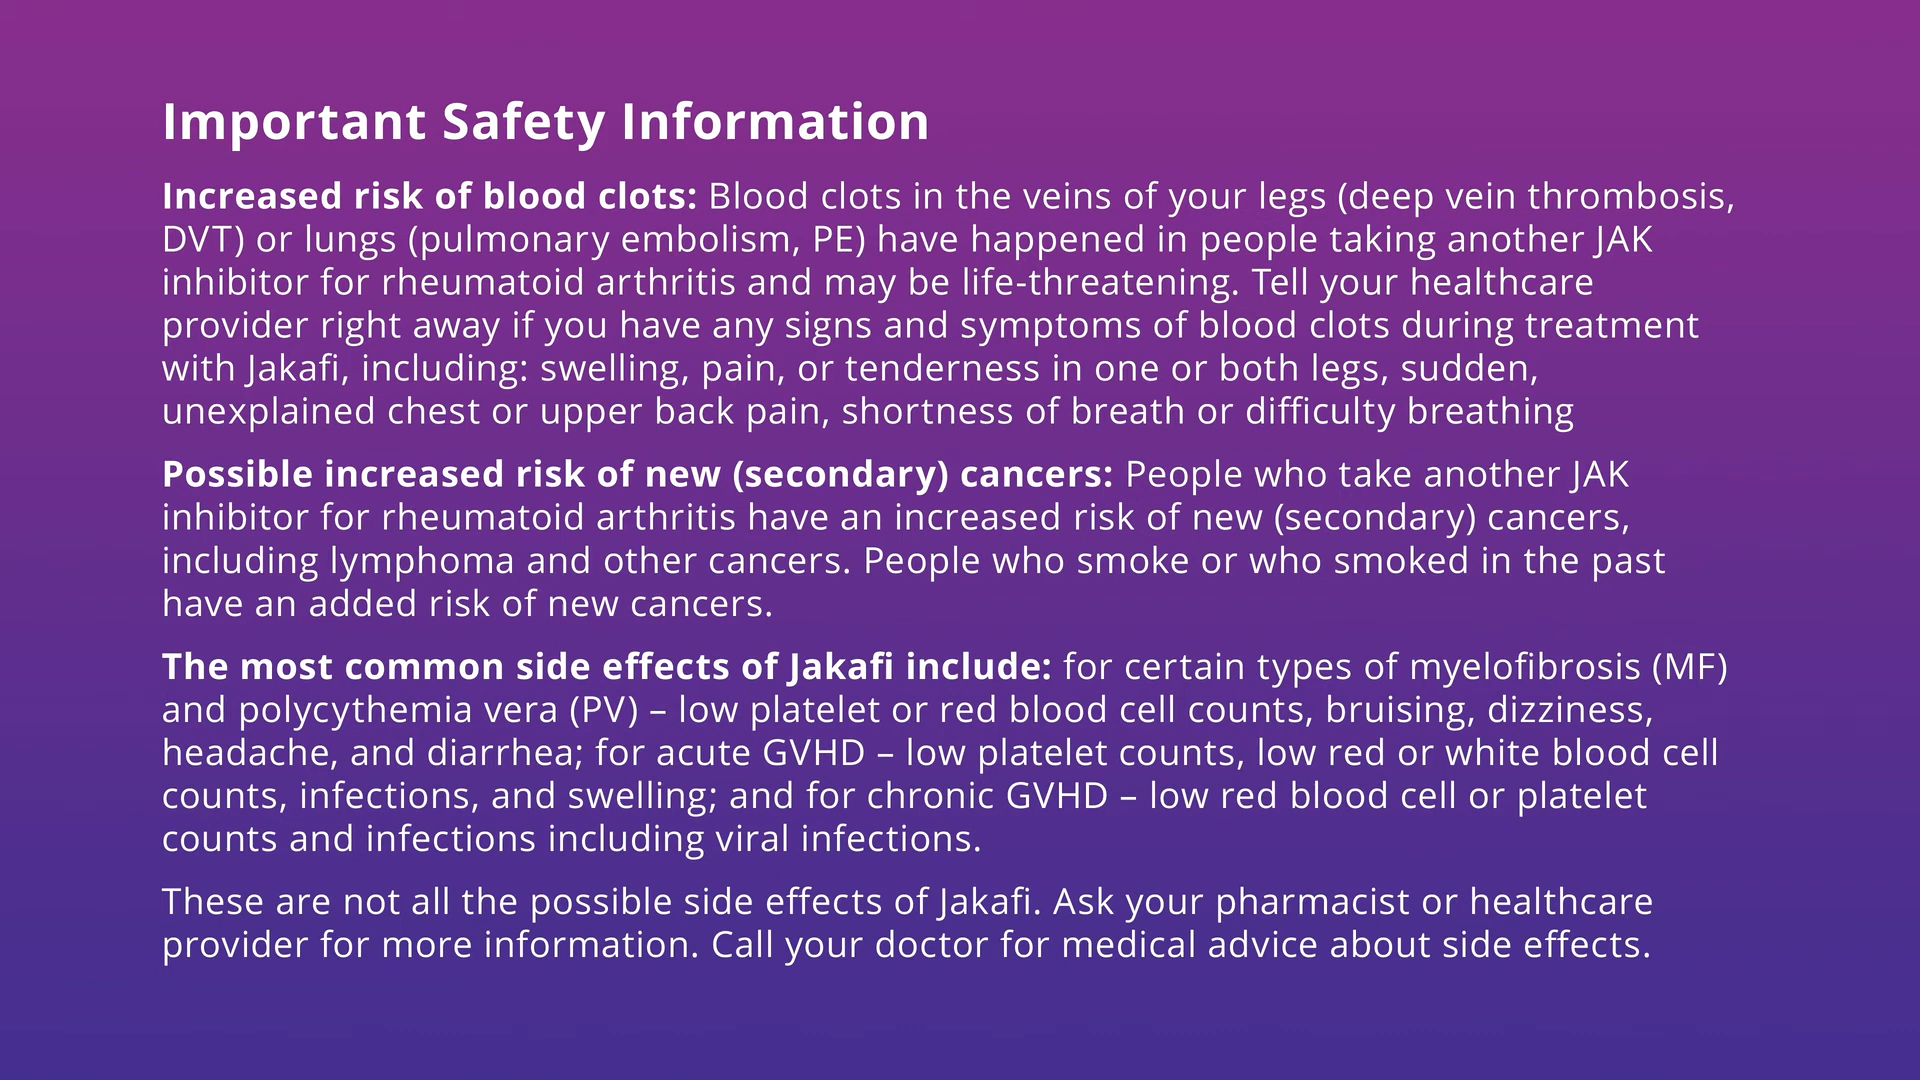 Important Safety Information
Increased risk of blood clots: Blood clots in the veins of your legs (deep vein thrombosis,
DVT) or lungs (pulmonary embolism, PE) have happened in people taking another JAK
inhibitor for rheumatoid arthritis and may be life-threatening. Tell your healthcare
provider right away if you have any signs and symptoms of blood clots during treatment
with Jakafi, including: swelling, pain, or tenderness in one or both legs, sudden,
unexplained chest or upper back pain, shortness of breath or difficulty breathing
Possible increased risk of new (secondary) cancers: People who take another JAK
inhibitor for rheumatoid arthritis have an increased risk of new (secondary) cancers,
including lymphoma and other cancers. People who smoke or who smoked in the past
have an added risk of new cancers.
The most common side effects of Jakafi include: for certain types of myelofibrosis (MF)
and polycythemia vera (PV) – low platelet or red blood cell counts, bruising, dizziness,
headache, and diarrhea; for acute GVHD – low platelet counts, low red or white blood cell
counts, infections, and swelling; and for chronic GVHD – low red blood cell or platelet
counts and infections including viral infections.
These are not all the possible side effects of Jakafi. Ask your pharmacist or healthcare
provider for more information. Call your doctor for medical advice about side effects.